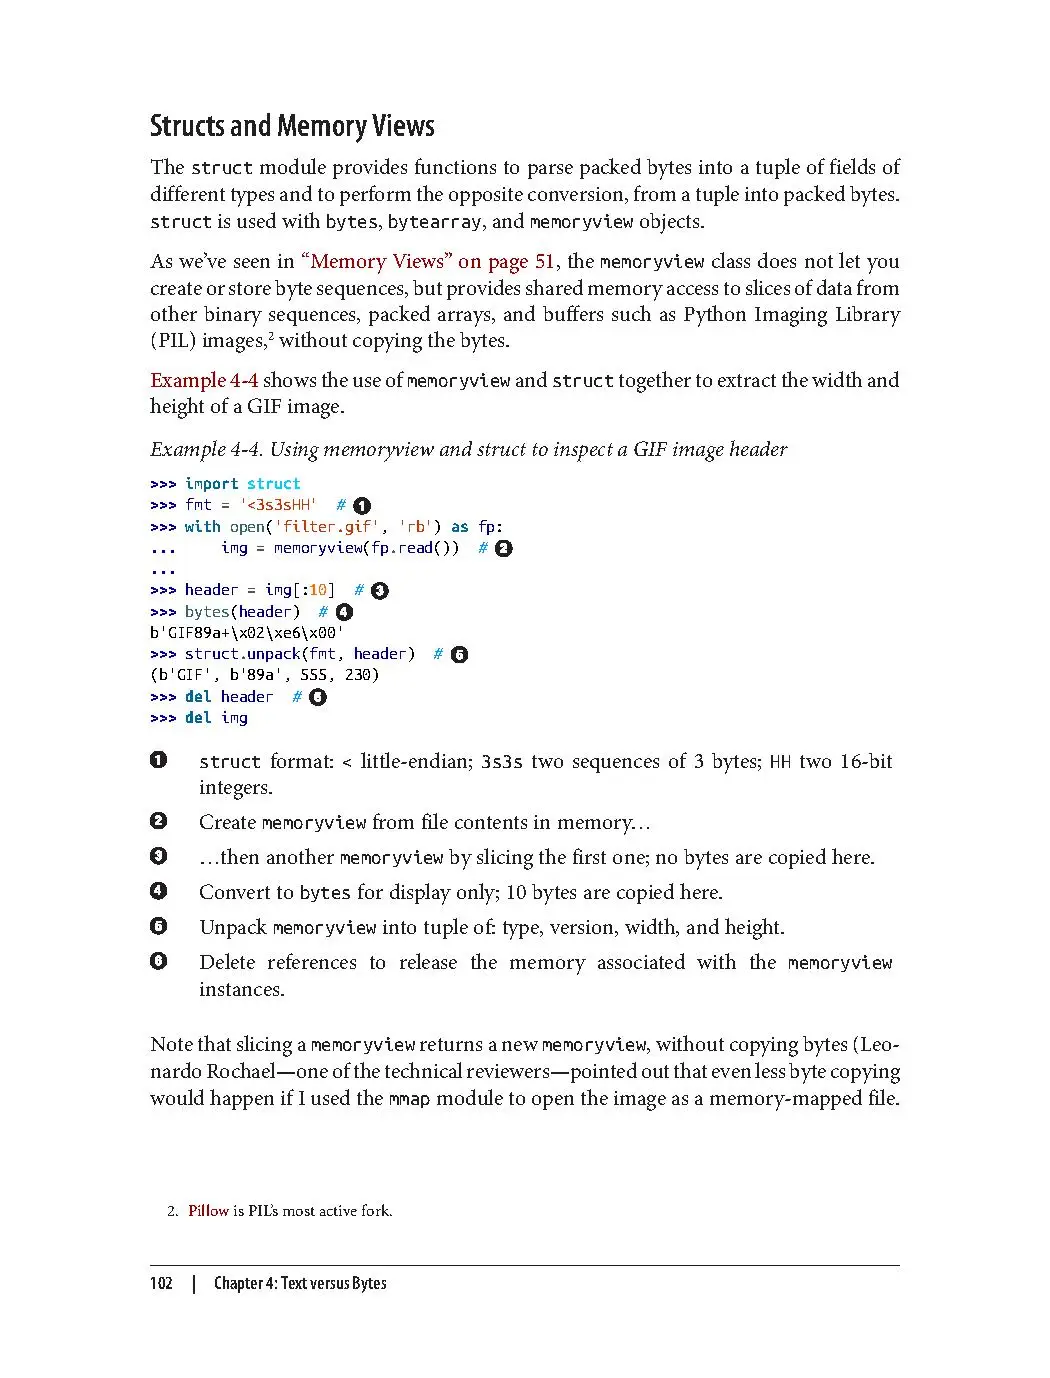 Structs and Memory Views
The struct module provides functions to parse packed bytes into a tuple of fields of
different types and to perform the opposite conversion, from a tuple into packed bytes.
struct is used with bytes, bytearray, and memoryview objects.
As we’ve seen in “Memory Views” on page 51, the memoryview class does not let you
create or store byte sequences, but provides shared memory access to slices of data from
other binary sequences, packed arrays, and buffers such as Python Imaging Library
(PIL) images,² without copying the bytes.
Example 4-4 shows the use of memoryview and struct together to extract the width and
height of a GIF image.
Example 4-4. Using memoryview and struct to inspect a GIF image header
>>> import struct
>>> fmt = '<3s3sHH'  # ❶
>>> with open('filter.gif', 'rb') as fp:
...     img = memoryview(fp.read())  # ❷
...
>>> header = img[:10]  # ❸
>>> bytes(header)  # ❹
b'GIF89a+\x02\xe6\x00'
>>> struct.unpack(fmt, header)  # ❺
(b'GIF', b'89a', 555, 230)
>>> del header  # ❻
>>> del img
❶ struct format: < little-endian; 3s3s two sequences of 3 bytes; HH two 16-bit
integers.
❷ Create memoryview from file contents in memory…
❸ …then another memoryview by slicing the first one; no bytes are copied here.
❹ Convert to bytes for display only; 10 bytes are copied here.
❺ Unpack memoryview into tuple of: type, version, width, and height.
❻ Delete references to release the memory associated with the memoryview
instances.
Note that slicing a memoryview returns a new memoryview, without copying bytes (Leo-
nardo Rochael—one of the technical reviewers—pointed out that even less byte copying
would happen if I used the mmap module to open the image as a memory-mapped file.
2. Pillow is PIL’s most active fork.
102 | Chapter 4: Text versus Bytes